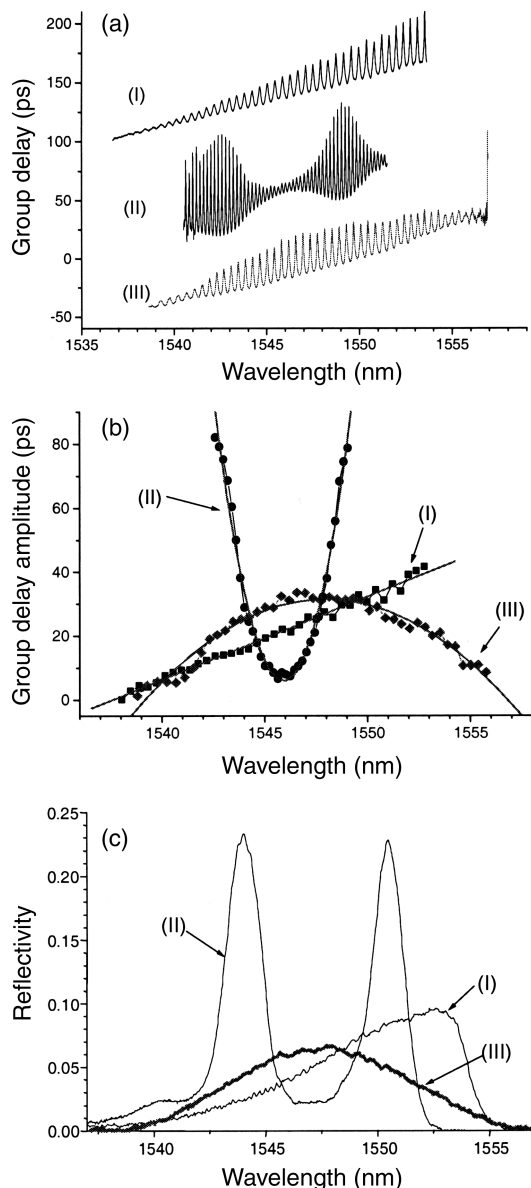 (a)
Group delay (ps)
200
150
100
50
0
-50
(I)
(II)
(III)
1535 1540 1545 1550 1555
Wavelength (nm)
(b)
Group delay amplitude (ps)
80
60
40
20
0
(II)
(I)
(III)
1540 1545 1550 1555
Wavelength (nm)
(c)
Reflectivity
0.25
0.20
0.15
0.10
0.05
0.00
(II)
(I)
(III)
1540 1545 1550 1555
Wavelength (nm)